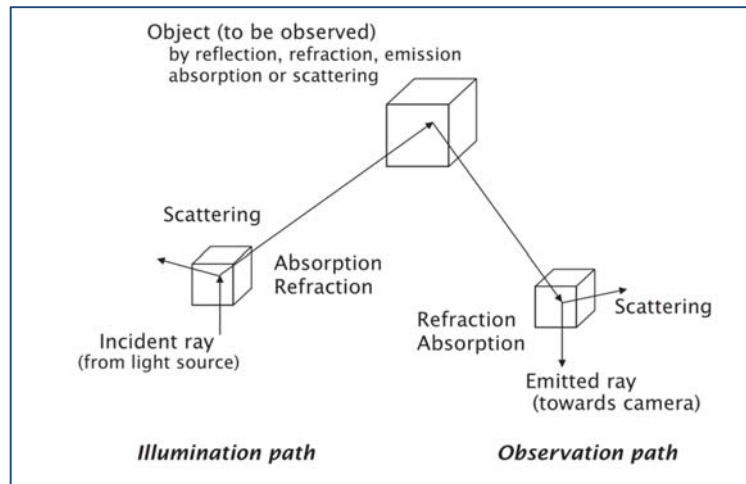 Object (to be observed)
by reflection, refraction, emission
absorption or scattering
Scattering
Absorption
Refraction
Incident ray
(from light source)
Refraction
Absorption
Scattering
Emitted ray
(towards camera)
Illumination path
Observation path